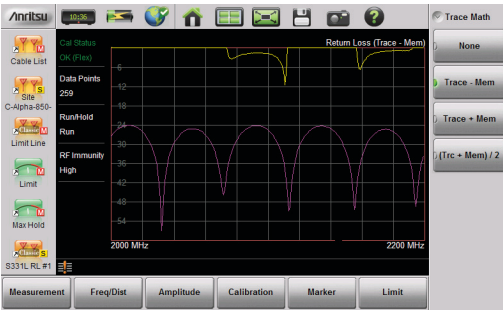 Anritsu
10:36
Trace Math
Cable List
Site
C-Alpha-850-
Classic
Limit Line
Limit
Max Hold
Classic
S331L RL #1
Cal Status
OK (Flex)
Data Points
259
Run/Hold
Run
RF Immunity
High
Return Loss (Trace - Mem)
6
12
18
24
30
36
42
48
54
2000 MHz
2200 MHz
None
Trace - Mem
Trace + Mem
(Trc + Mem) / 2
Measurement
Freq/Dist
Amplitude
Calibration
Marker
Limit